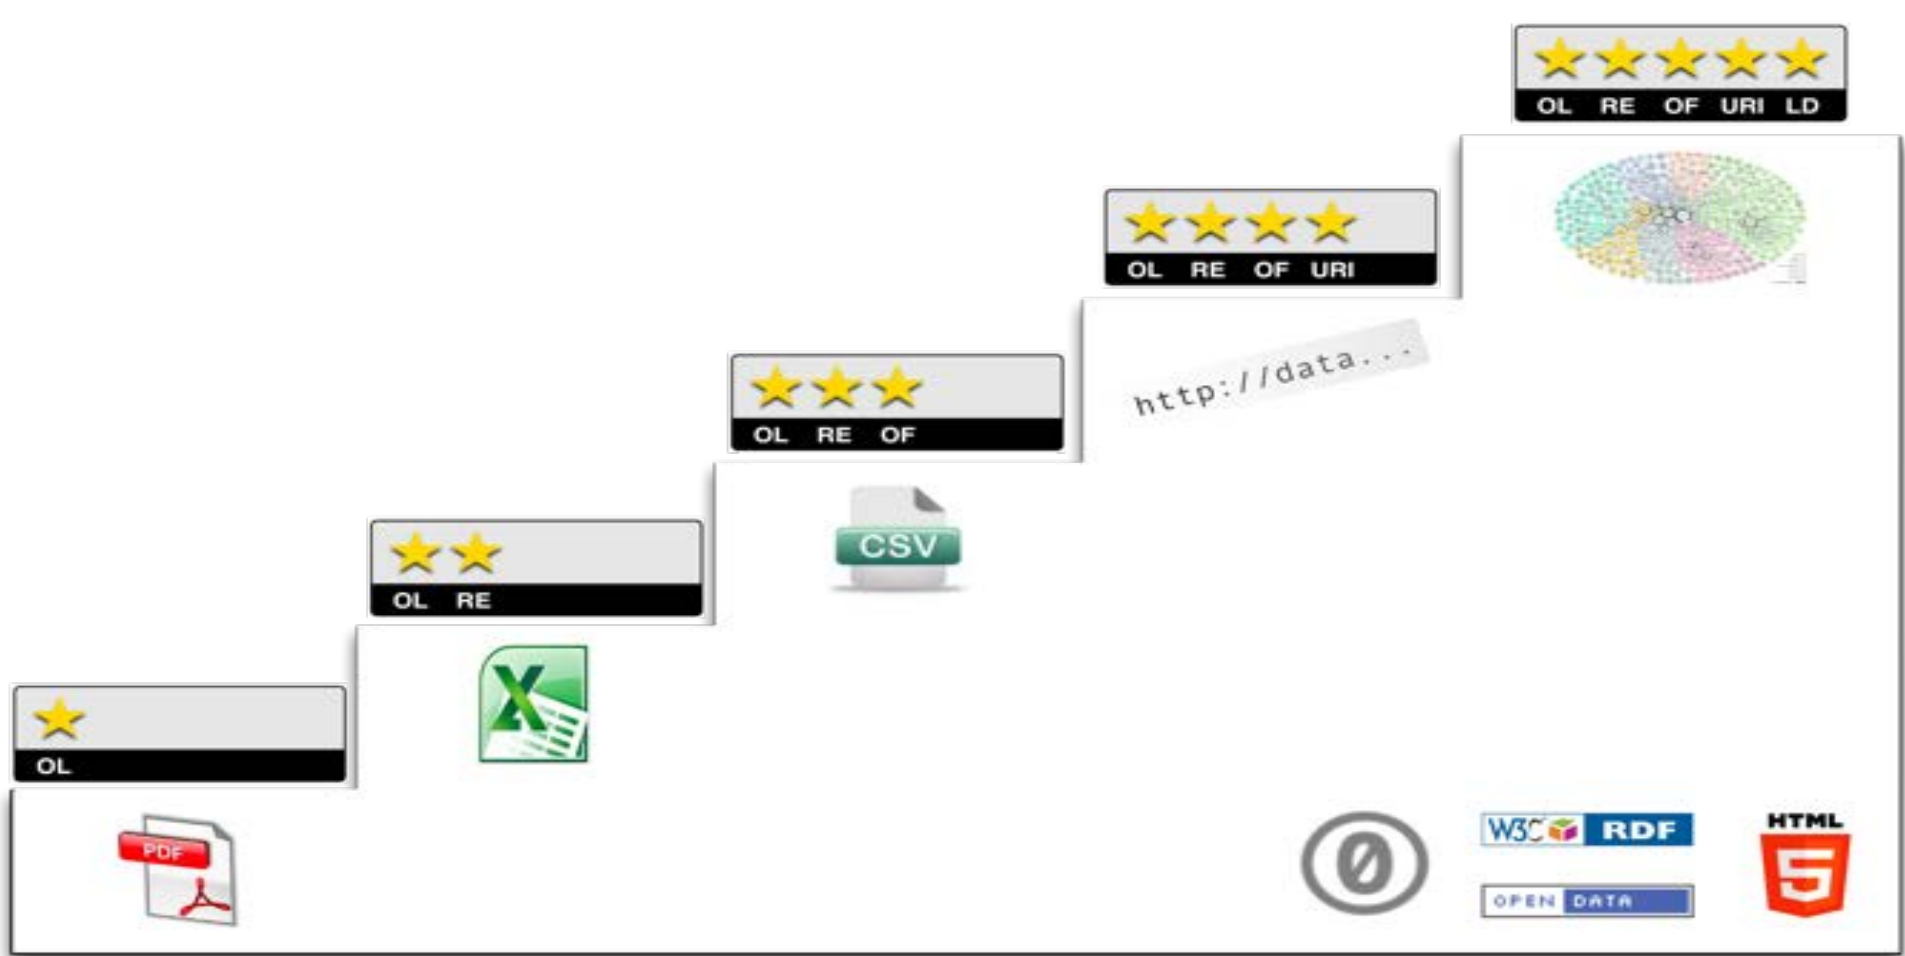 OL RE OF URI LD
OL RE OF URI
http://data...
OL RE OF
CSV
OL RE
X
OL
PDF
0
W3C RDF
OPEN DATA
HTML
5